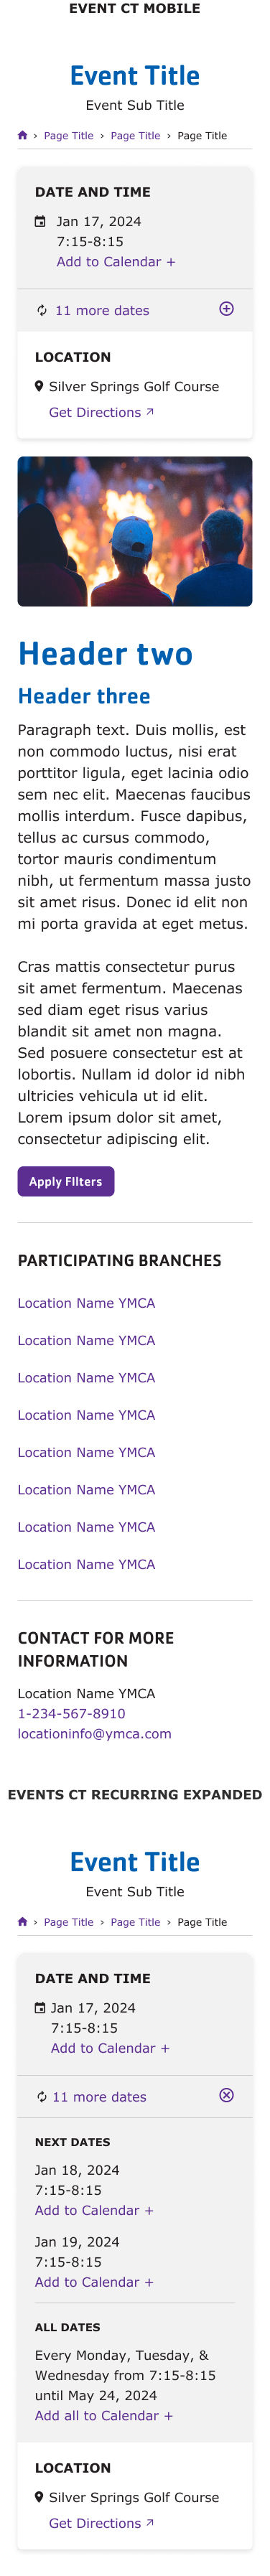 EVENT CT MOBILE
Event Title
Event Sub Title
› Page Title › Page Title › Page Title
DATE AND TIME
Jan 17, 2024
7:15-8:15
Add to Calendar +
11 more dates
LOCATION
Silver Springs Golf Course
Get Directions ↗
Header two
Header three
Paragraph text. Duis mollis, est
non commodo luctus, nisi erat
porttitor ligula, eget lacinia odio
sem nec elit. Maecenas faucibus
mollis interdum. Fusce dapibus,
tellus ac cursus commodo,
tortor mauris condimentum
nibh, ut fermentum massa justo
sit amet risus. Donec id elit non
mi porta gravida at eget metus.
Cras mattis consectetur purus
sit amet fermentum. Maecenas
sed diam eget risus varius
blandit sit amet non magna.
Sed posuere consectetur est at
lobortis. Nullam id dolor id nibh
ultricies vehicula ut id elit.
Lorem ipsum dolor sit amet,
consectetur adipiscing elit.
Apply FIlters
PARTICIPATING BRANCHES
Location Name YMCA
Location Name YMCA
Location Name YMCA
Location Name YMCA
Location Name YMCA
Location Name YMCA
Location Name YMCA
Location Name YMCA
CONTACT FOR MORE
INFORMATION
Location Name YMCA
1-234-567-8910
locationinfo@ymca.com
EVENTS CT RECURRING EXPANDED
Event Title
Event Sub Title
› Page Title › Page Title › Page Title
DATE AND TIME
Jan 17, 2024
7:15-8:15
Add to Calendar +
11 more dates
NEXT DATES
Jan 18, 2024
7:15-8:15
Add to Calendar +
Jan 19, 2024
7:15-8:15
Add to Calendar +
ALL DATES
Every Monday, Tuesday, &
Wednesday from 7:15-8:15
until May 24, 2024
Add all to Calendar +
LOCATION
Silver Springs Golf Course
Get Directions ↗